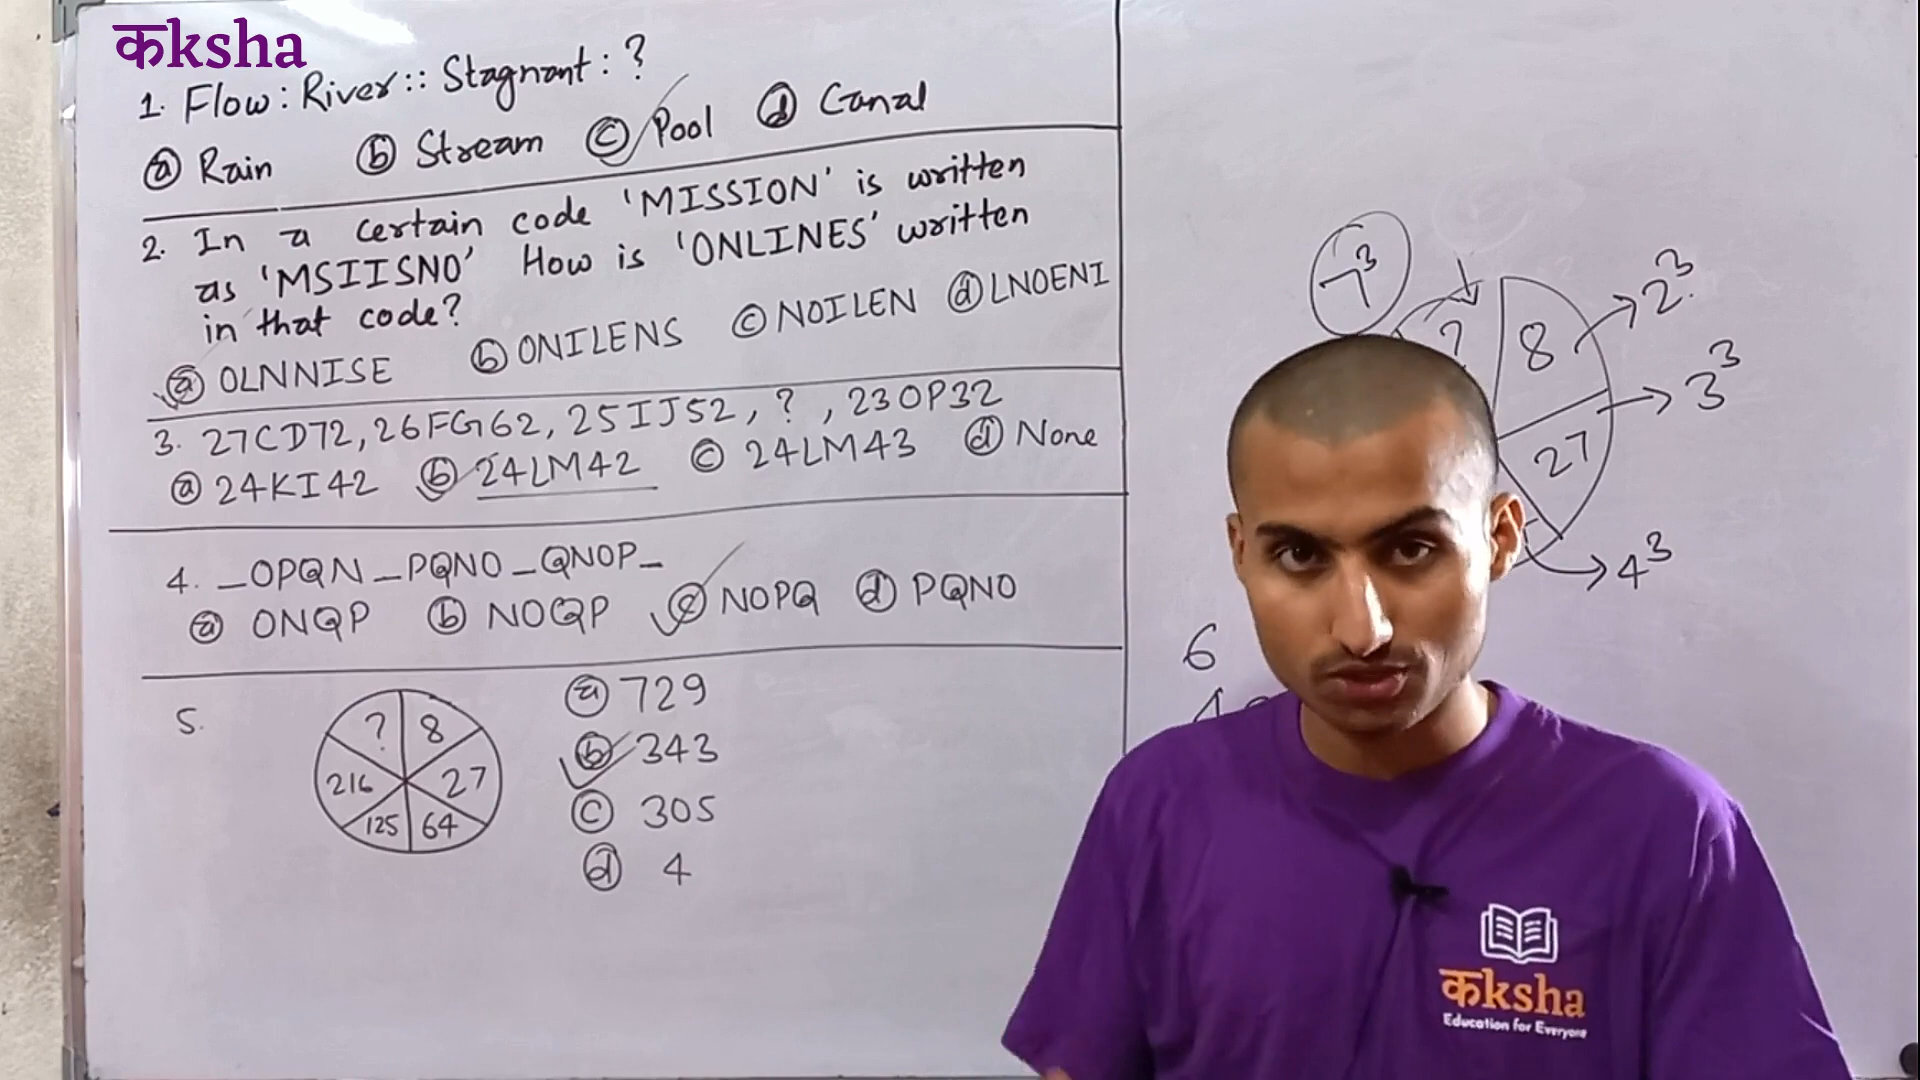 कksha
1. Flow : River :: Stagnant : ?
ⓐ Rain ⓑ Stream ⓒ Pool ⓓ Canal
2. In a certain code 'MISSION' is written
as 'MSIISNO' How is 'ONLINES' written
in that code?
ⓐ OLNNISE ⓑ ONILENS ⓒ NOILEN ⓓ LNOENI
3. 27CD72, 26FG62, 25IJ52, ? , 23OP32
ⓐ 24KI42 ⓑ 24LM42 ⓒ 24LM43 ⓓ None
4. _OPQN_PQNO_QNOP_
ⓐ ONQP ⓑ NOQP ⓒ NOPQ ⓓ PQNO
5.
? 8
216 27
125 64
ⓐ 729
ⓑ 343
ⓒ 305
ⓓ 4
7³
? 8 2³
27 3³
4³
6
कksha
Education for Everyone